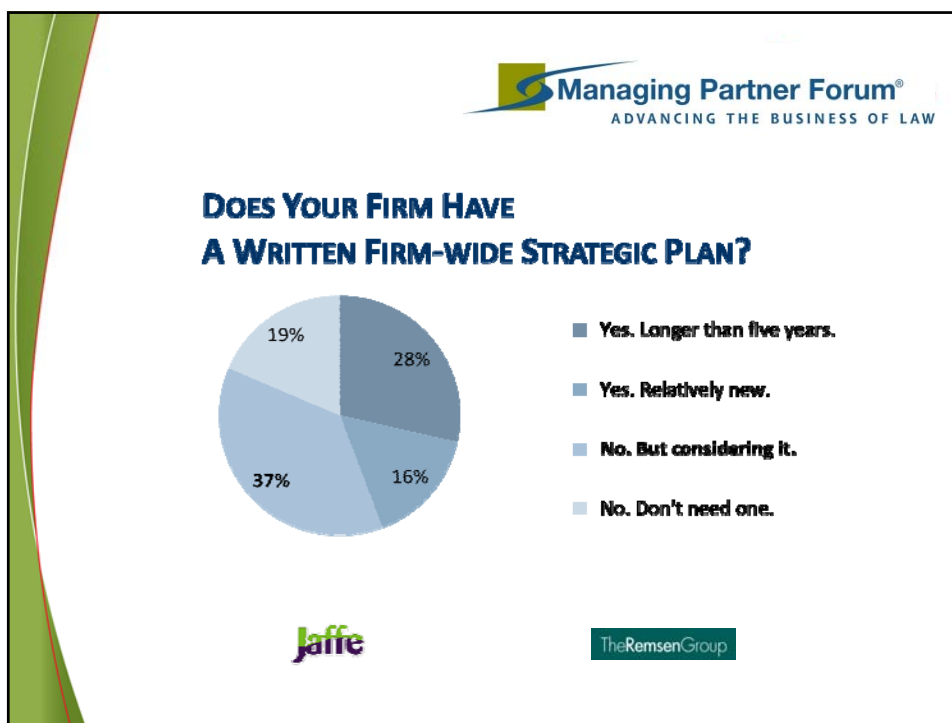 Managing Partner Forum®
ADVANCING THE BUSINESS OF LAW
DOES YOUR FIRM HAVE
A WRITTEN FIRM-WIDE STRATEGIC PLAN?
19%
28%
37%
16%
Yes. Longer than five years.
Yes. Relatively new.
No. But considering it.
No. Don't need one.
Jaffe
TheRemsenGroup